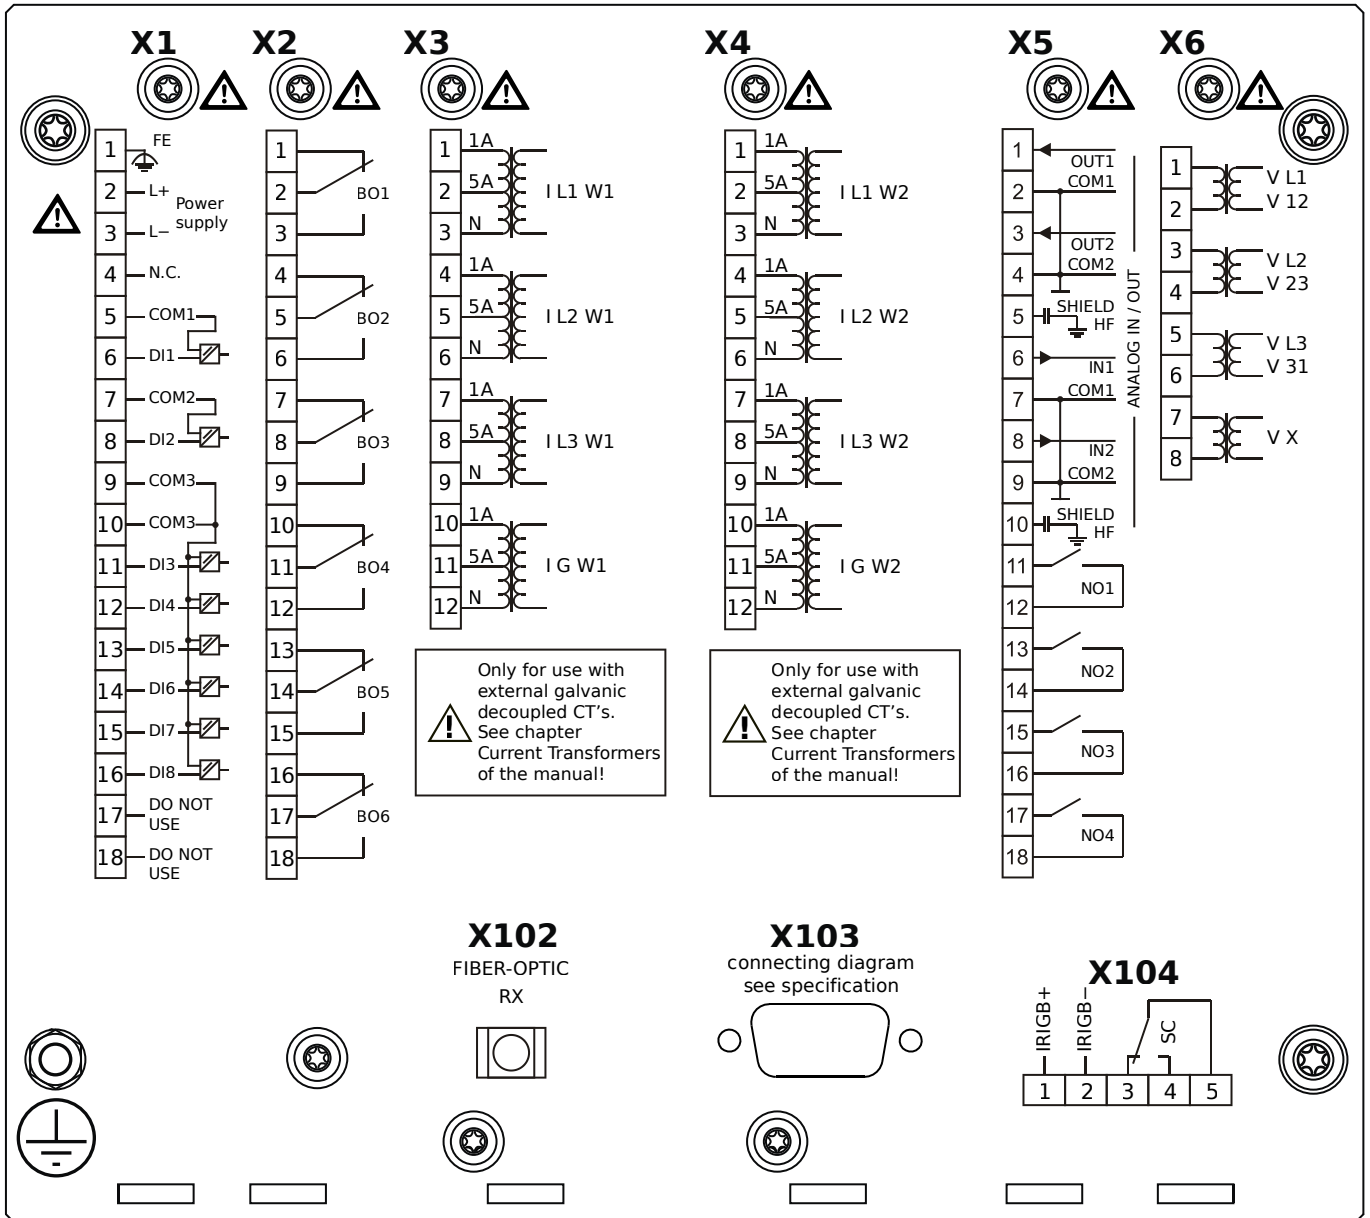 X1
X2
X3
X4
X5
X6
1
FE
2
L+
Power
supply
3
L−
4
N.C.
5
COM1
6
DI1
7
COM2
8
DI2
9
COM3
10
COM3
11
DI3
12
DI4
13
DI5
14
DI6
15
DI7
16
DI8
17
DO NOT
USE
18
DO NOT
USE
1
2
BO1
3
4
5
BO2
6
7
8
BO3
9
10
11
BO4
12
13
14
BO5
15
16
17
BO6
18
1
1A
2
5A
I L1 W1
3
N
4
1A
5
5A
I L2 W1
6
N
7
1A
8
5A
I L3 W1
9
N
10
1A
11
5A
I G W1
12
N
Only for use with
external galvanic
decoupled CT's.
See chapter
Current Transformers
of the manual!
1
1A
2
5A
I L1 W2
3
N
4
1A
5
5A
I L2 W2
6
N
7
1A
8
5A
I L3 W2
9
N
10
1A
11
5A
I G W2
12
N
Only for use with
external galvanic
decoupled CT's.
See chapter
Current Transformers
of the manual!
1
OUT1
2
COM1
3
OUT2
4
COM2
5
SHIELD
HF
6
IN1
7
COM1
8
IN2
9
COM2
10
SHIELD
HF
ANALOG IN / OUT
11
NO1
12
13
NO2
14
15
NO3
16
17
NO4
18
1
V L1
2
V 12
3
V L2
4
V 23
5
V L3
6
V 31
7
V X
8
X102
FIBER-OPTIC
RX
X103
connecting diagram
see specification
X104
IRIGB+
IRIGB−
SC
1
2
3
4
5